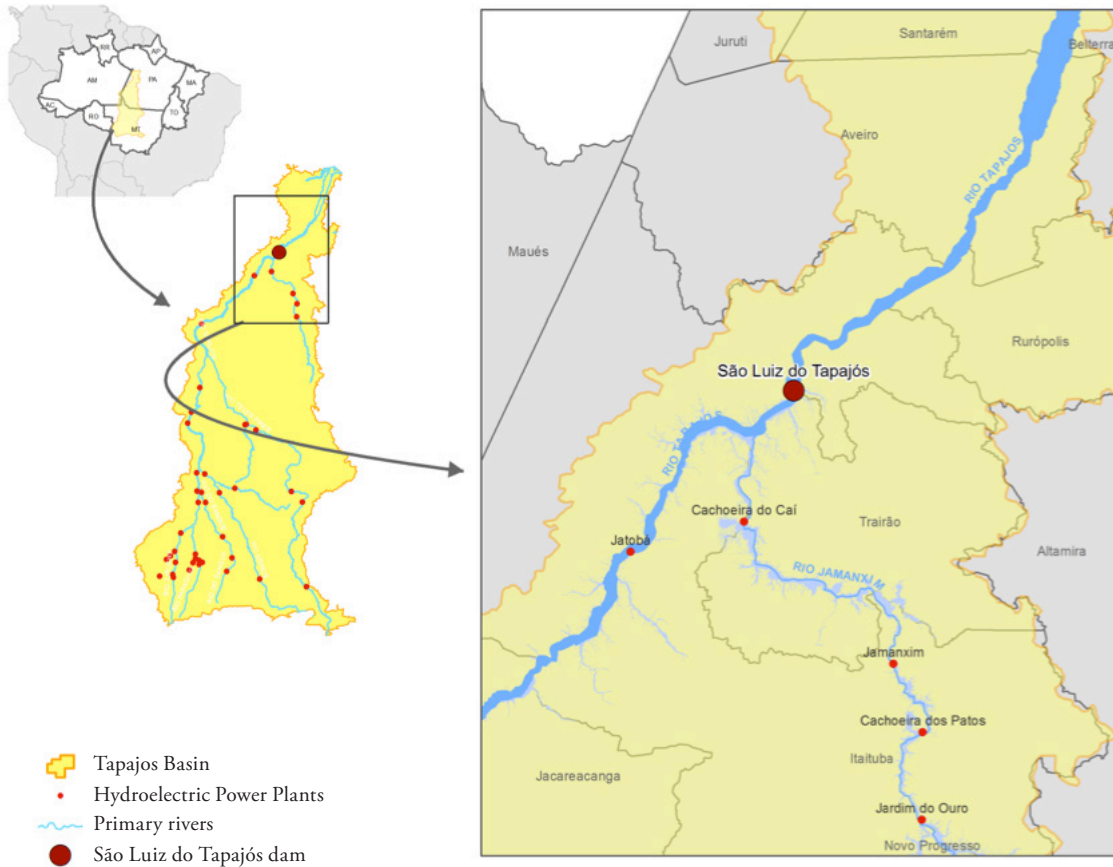 RR
AP
AM
PA
MA
AC
RO
TO
MT
Tapajos Basin
Hydroelectric Power Plants
Primary rivers
São Luiz do Tapajós dam
Santarém
Juruti
Belterra
Aveiro
RIO TAPAJÓS
Maués
Rurópolis
São Luiz do Tapajós
RIO TAPAJÓS
Cachoeira do Caí
Trairão
Jatobá
Altamira
RIO JAMANXIM
Jamanxim
Cachoeira dos Patos
Itaituba
Jacareacanga
Jardim do Ouro
Novo Progresso